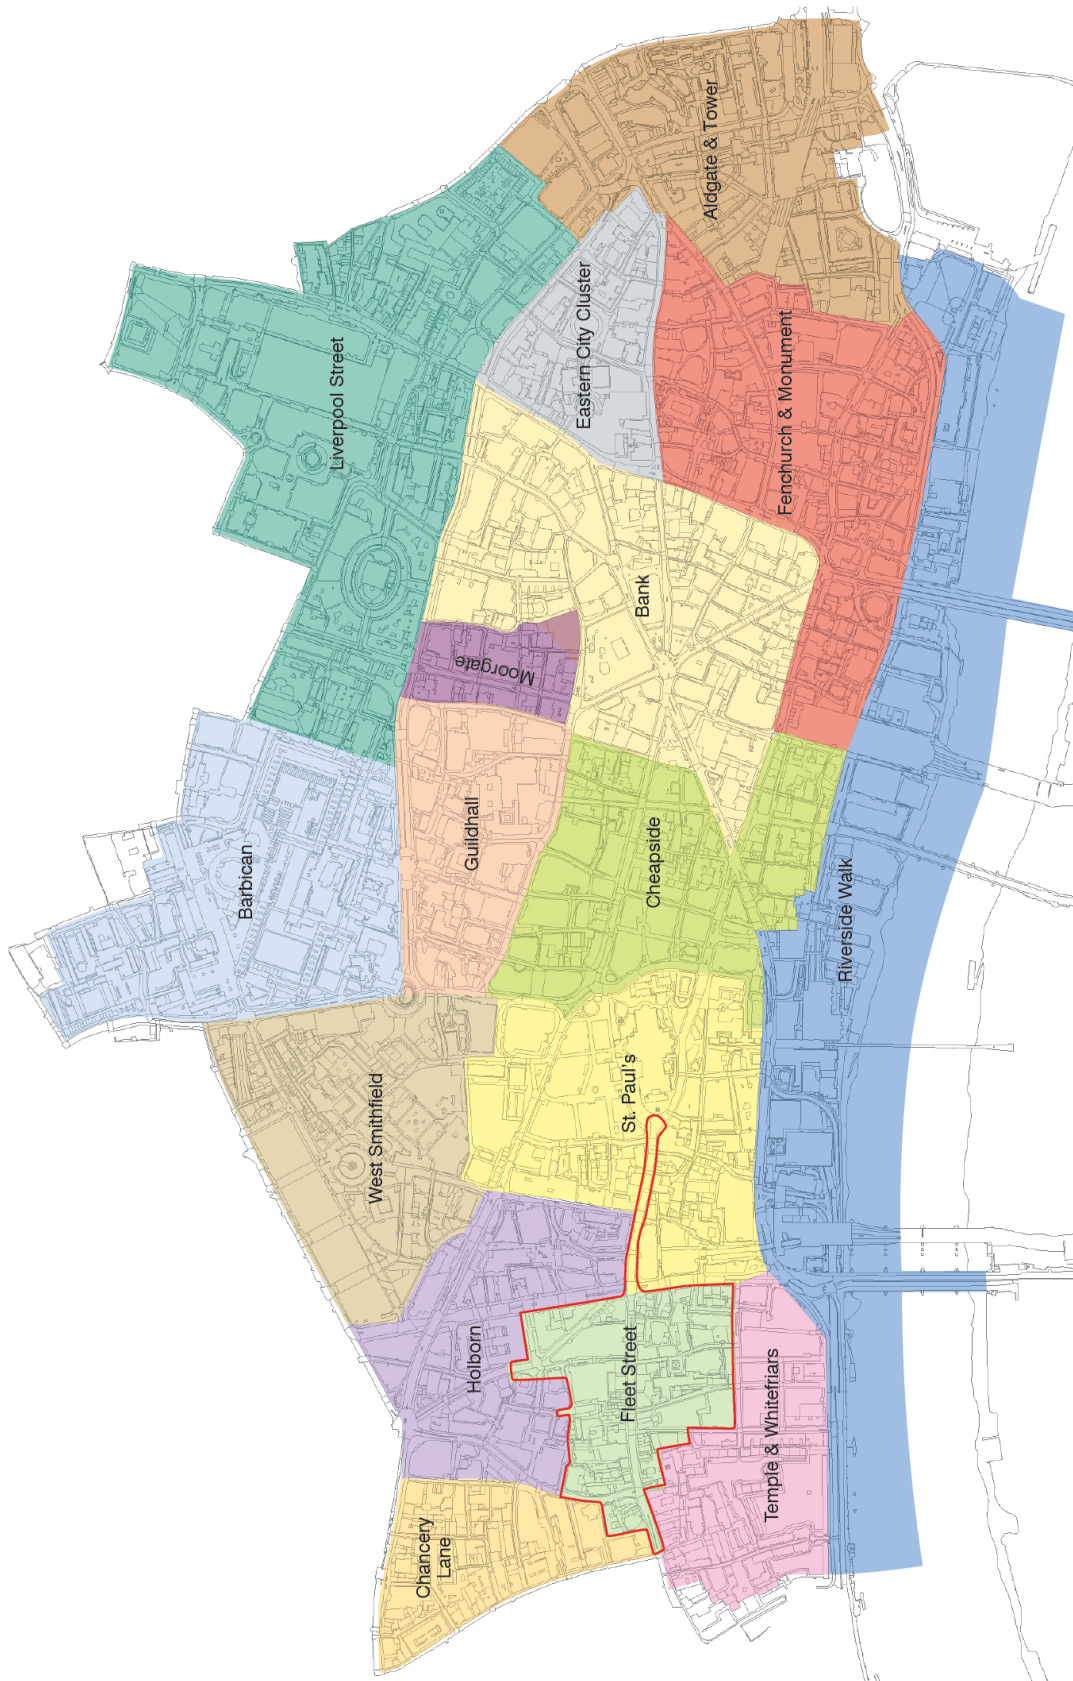 Aldgate & Tower
Eastern City Cluster
Liverpool Street
Fenchurch & Monument
Bank
Moorgate
Guildhall
Barbican
Cheapside
Riverside Walk
St. Paul's
West Smithfield
Holborn
Fleet Street
Temple & Whitefriars
Chancery
Lane